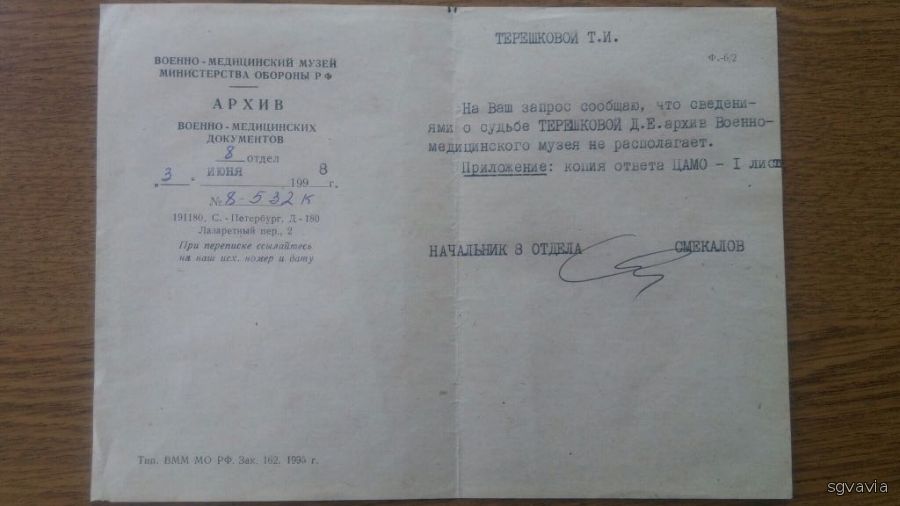 ВОЕННО-МЕДИЦИНСКИЙ МУЗЕЙ
МИНИСТЕРСТВА ОБОРОНЫ РФ
АРХИВ
ВОЕННО-МЕДИЦИНСКИХ
ДОКУМЕНТОВ
8 отдел
"3" ИЮНЯ 1998 г.
№ 8-532к
191180, С.-Петербург, Д-180
Лазаретный пер., 2
При переписке ссылайтесь
на наш исх. номер и дату
Тип. ВММ МО РФ. Зак. 162. 1995 г.
ТЕРЕШКОВОЙ Т.И.
Ф.-6/2
На Ваш запрос сообщаю, что сведени-
ями о судьбе ТЕРЕШКОВОЙ Д.Е.архив Военно-
медицинского музея не располагает.
Приложение: копия ответа ЦАМО - I лист
НАЧАЛЬНИК 8 ОТДЕЛА СМЕКАЛОВ
sgvavia